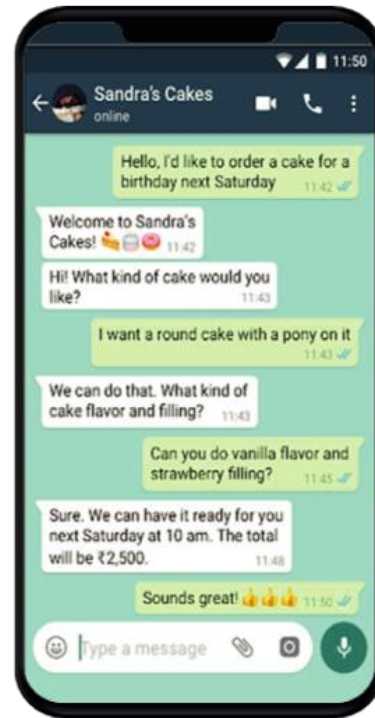 11:50
Sandra's Cakes
online
Hello, I'd like to order a cake for a
birthday next Saturday 11:42
Welcome to Sandra's
Cakes! 🍰🎂🍩 11:42
Hi! What kind of cake would you
like? 11:43
I want a round cake with a pony on it
11:43
We can do that. What kind of
cake flavor and filling? 11:43
Can you do vanilla flavor and
strawberry filling? 11:45
Sure. We can have it ready for you
next Saturday at 10 am. The total
will be ₹2,500. 11:48
Sounds great! 👍👍👍 11:50
Type a message